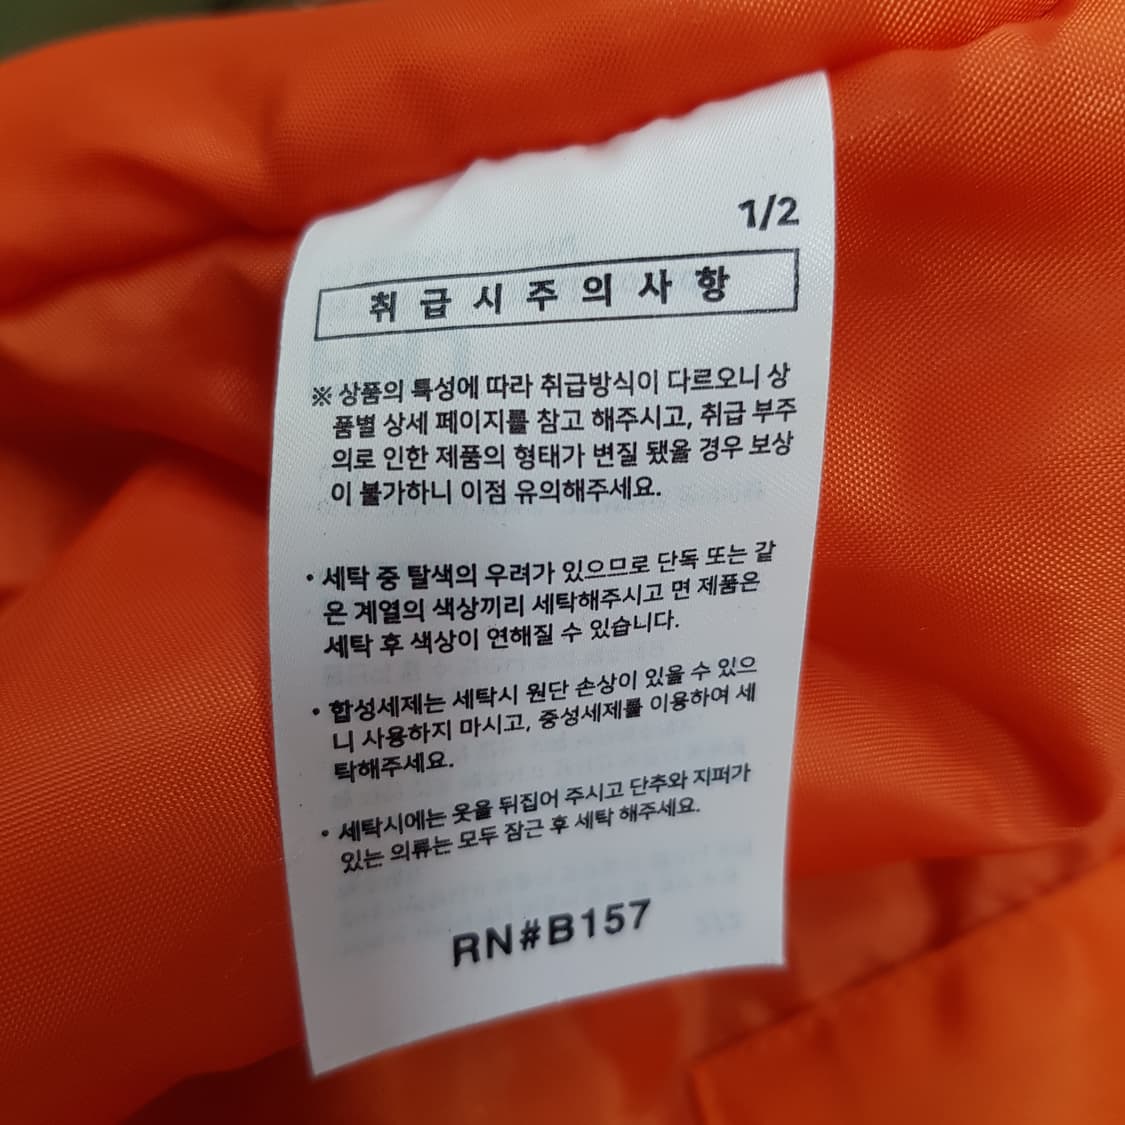 1/2
취급시주의사항
※ 상품의 특성에 따라 취급방식이 다르오니 상
품별 상세 페이지를 참고 해주시고, 취급 부주
의로 인한 제품의 형태가 변질 됐을 경우 보상
이 불가하니 이점 유의해주세요.
• 세탁 중 탈색의 우려가 있으므로 단독 또는 같
은 계열의 색상끼리 세탁해주시고 면 제품은
세탁 후 색상이 연해질 수 있습니다.
• 합성세제는 세탁시 원단 손상이 있을 수 있으
니 사용하지 마시고, 중성세제를 이용하여 세
탁해주세요.
• 세탁시에는 옷을 뒤집어 주시고 단추와 지퍼가
있는 의류는 모두 잠근 후 세탁 해주세요.
RN#B157